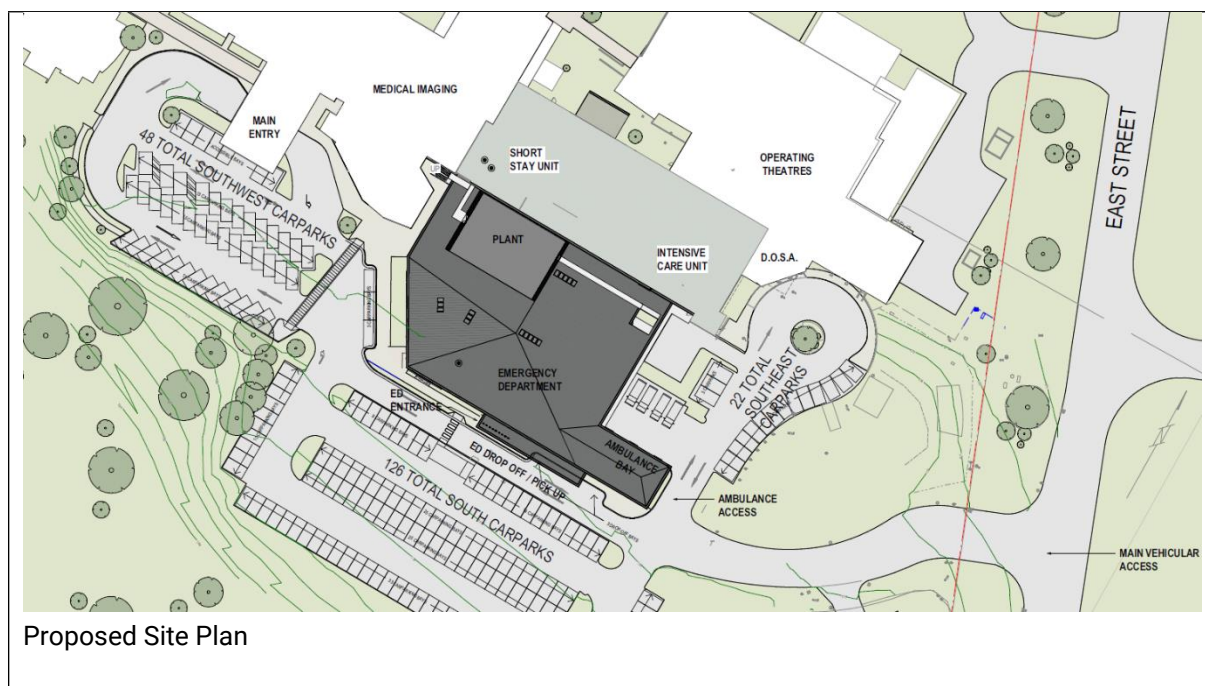 MEDICAL IMAGING
MAIN
ENTRY
48 TOTAL SOUTHWEST CARPARKS
SHORT
STAY UNIT
UP
OPERATING
THEATRES
EAST STREET
PLANT
INTENSIVE
CARE UNIT
D.O.S.A.
EMERGENCY
DEPARTMENT
22 TOTAL
SOUTHEAST
CARPARKS
ED
ENTRANCE
ED DROP OFF / PICK UP
AMBULANCE
BAY
126 TOTAL SOUTH CARPARKS
AMBULANCE
ACCESS
MAIN VEHICULAR
ACCESS
Proposed Site Plan